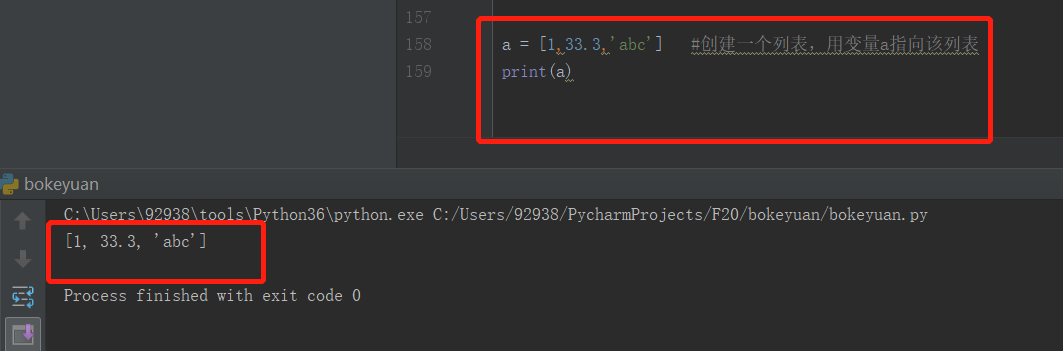 157
158 a = [1,33.3,'abc'] #创建一个列表，用变量a指向该列表
159 print(a)
bokeyuan
C:\Users\92938\tools\Python36\python.exe C:/Users/92938/PycharmProjects/F20/bokeyuan/bokeyuan.py
[1, 33.3, 'abc']
Process finished with exit code 0